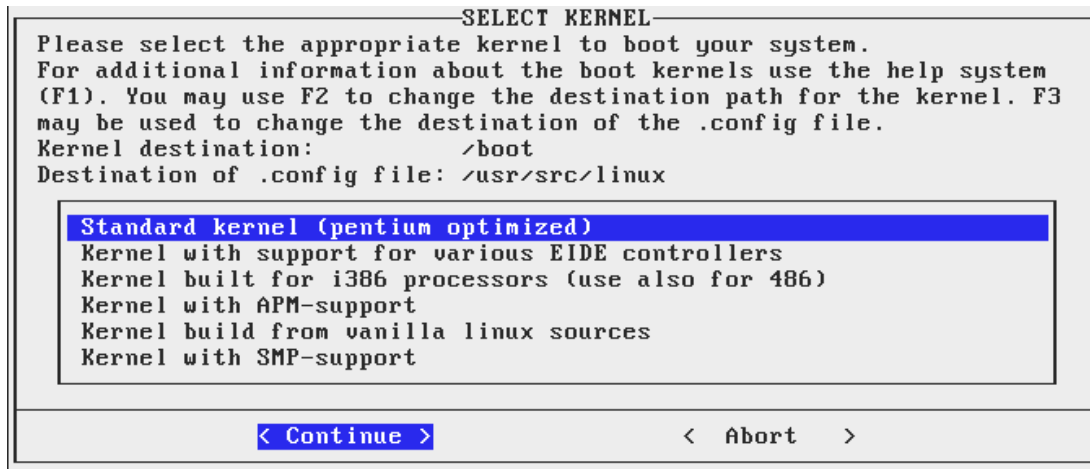 SELECT KERNEL
Please select the appropriate kernel to boot your system.
For additional information about the boot kernels use the help system
(F1). You may use F2 to change the destination path for the kernel. F3
may be used to change the destination of the .config file.
Kernel destination: /boot
Destination of .config file: /usr/src/linux
Standard kernel (pentium optimized)
Kernel with support for various EIDE controllers
Kernel built for i386 processors (use also for 486)
Kernel with APM-support
Kernel build from vanilla linux sources
Kernel with SMP-support
< Continue > < Abort >